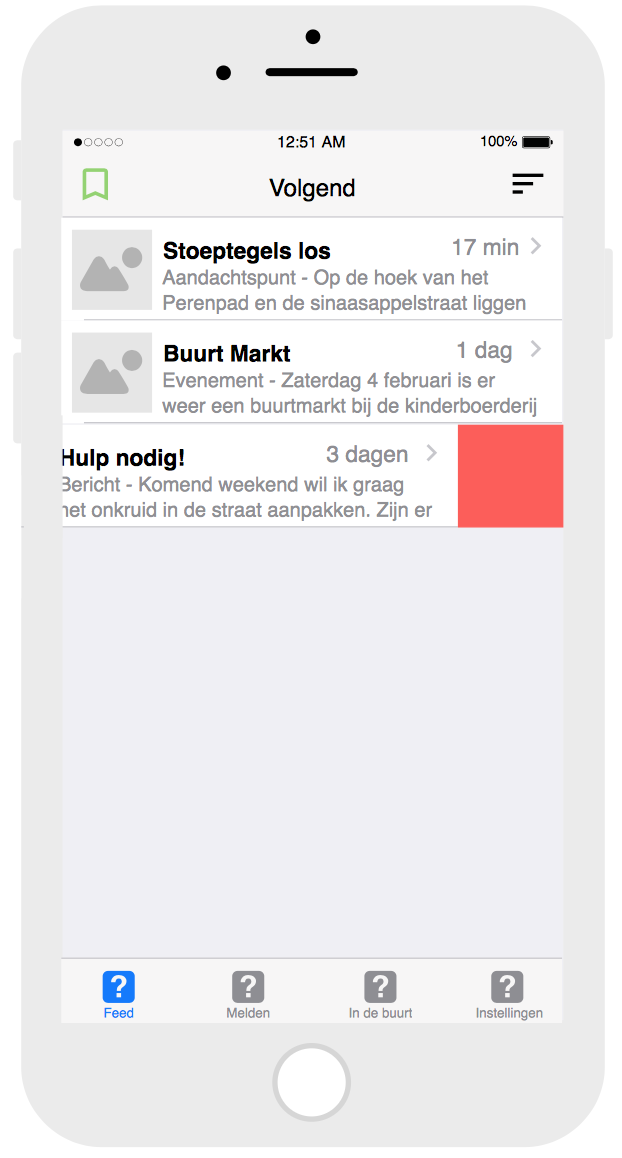 12:51 AM
100%
Volgend
Stoeptegels los
17 min
Aandachtspunt - Op de hoek van het
Perenpad en de sinaasappelstraat liggen
Buurt Markt
1 dag
Evenement - Zaterdag 4 februari is er
weer een buurtmarkt bij de kinderboerderij
Hulp nodig!
3 dagen
Bericht - Komend weekend wil ik graag
het onkruid in de straat aanpakken. Zijn er
?
?
?
?
Feed
Melden
In de buurt
Instellingen